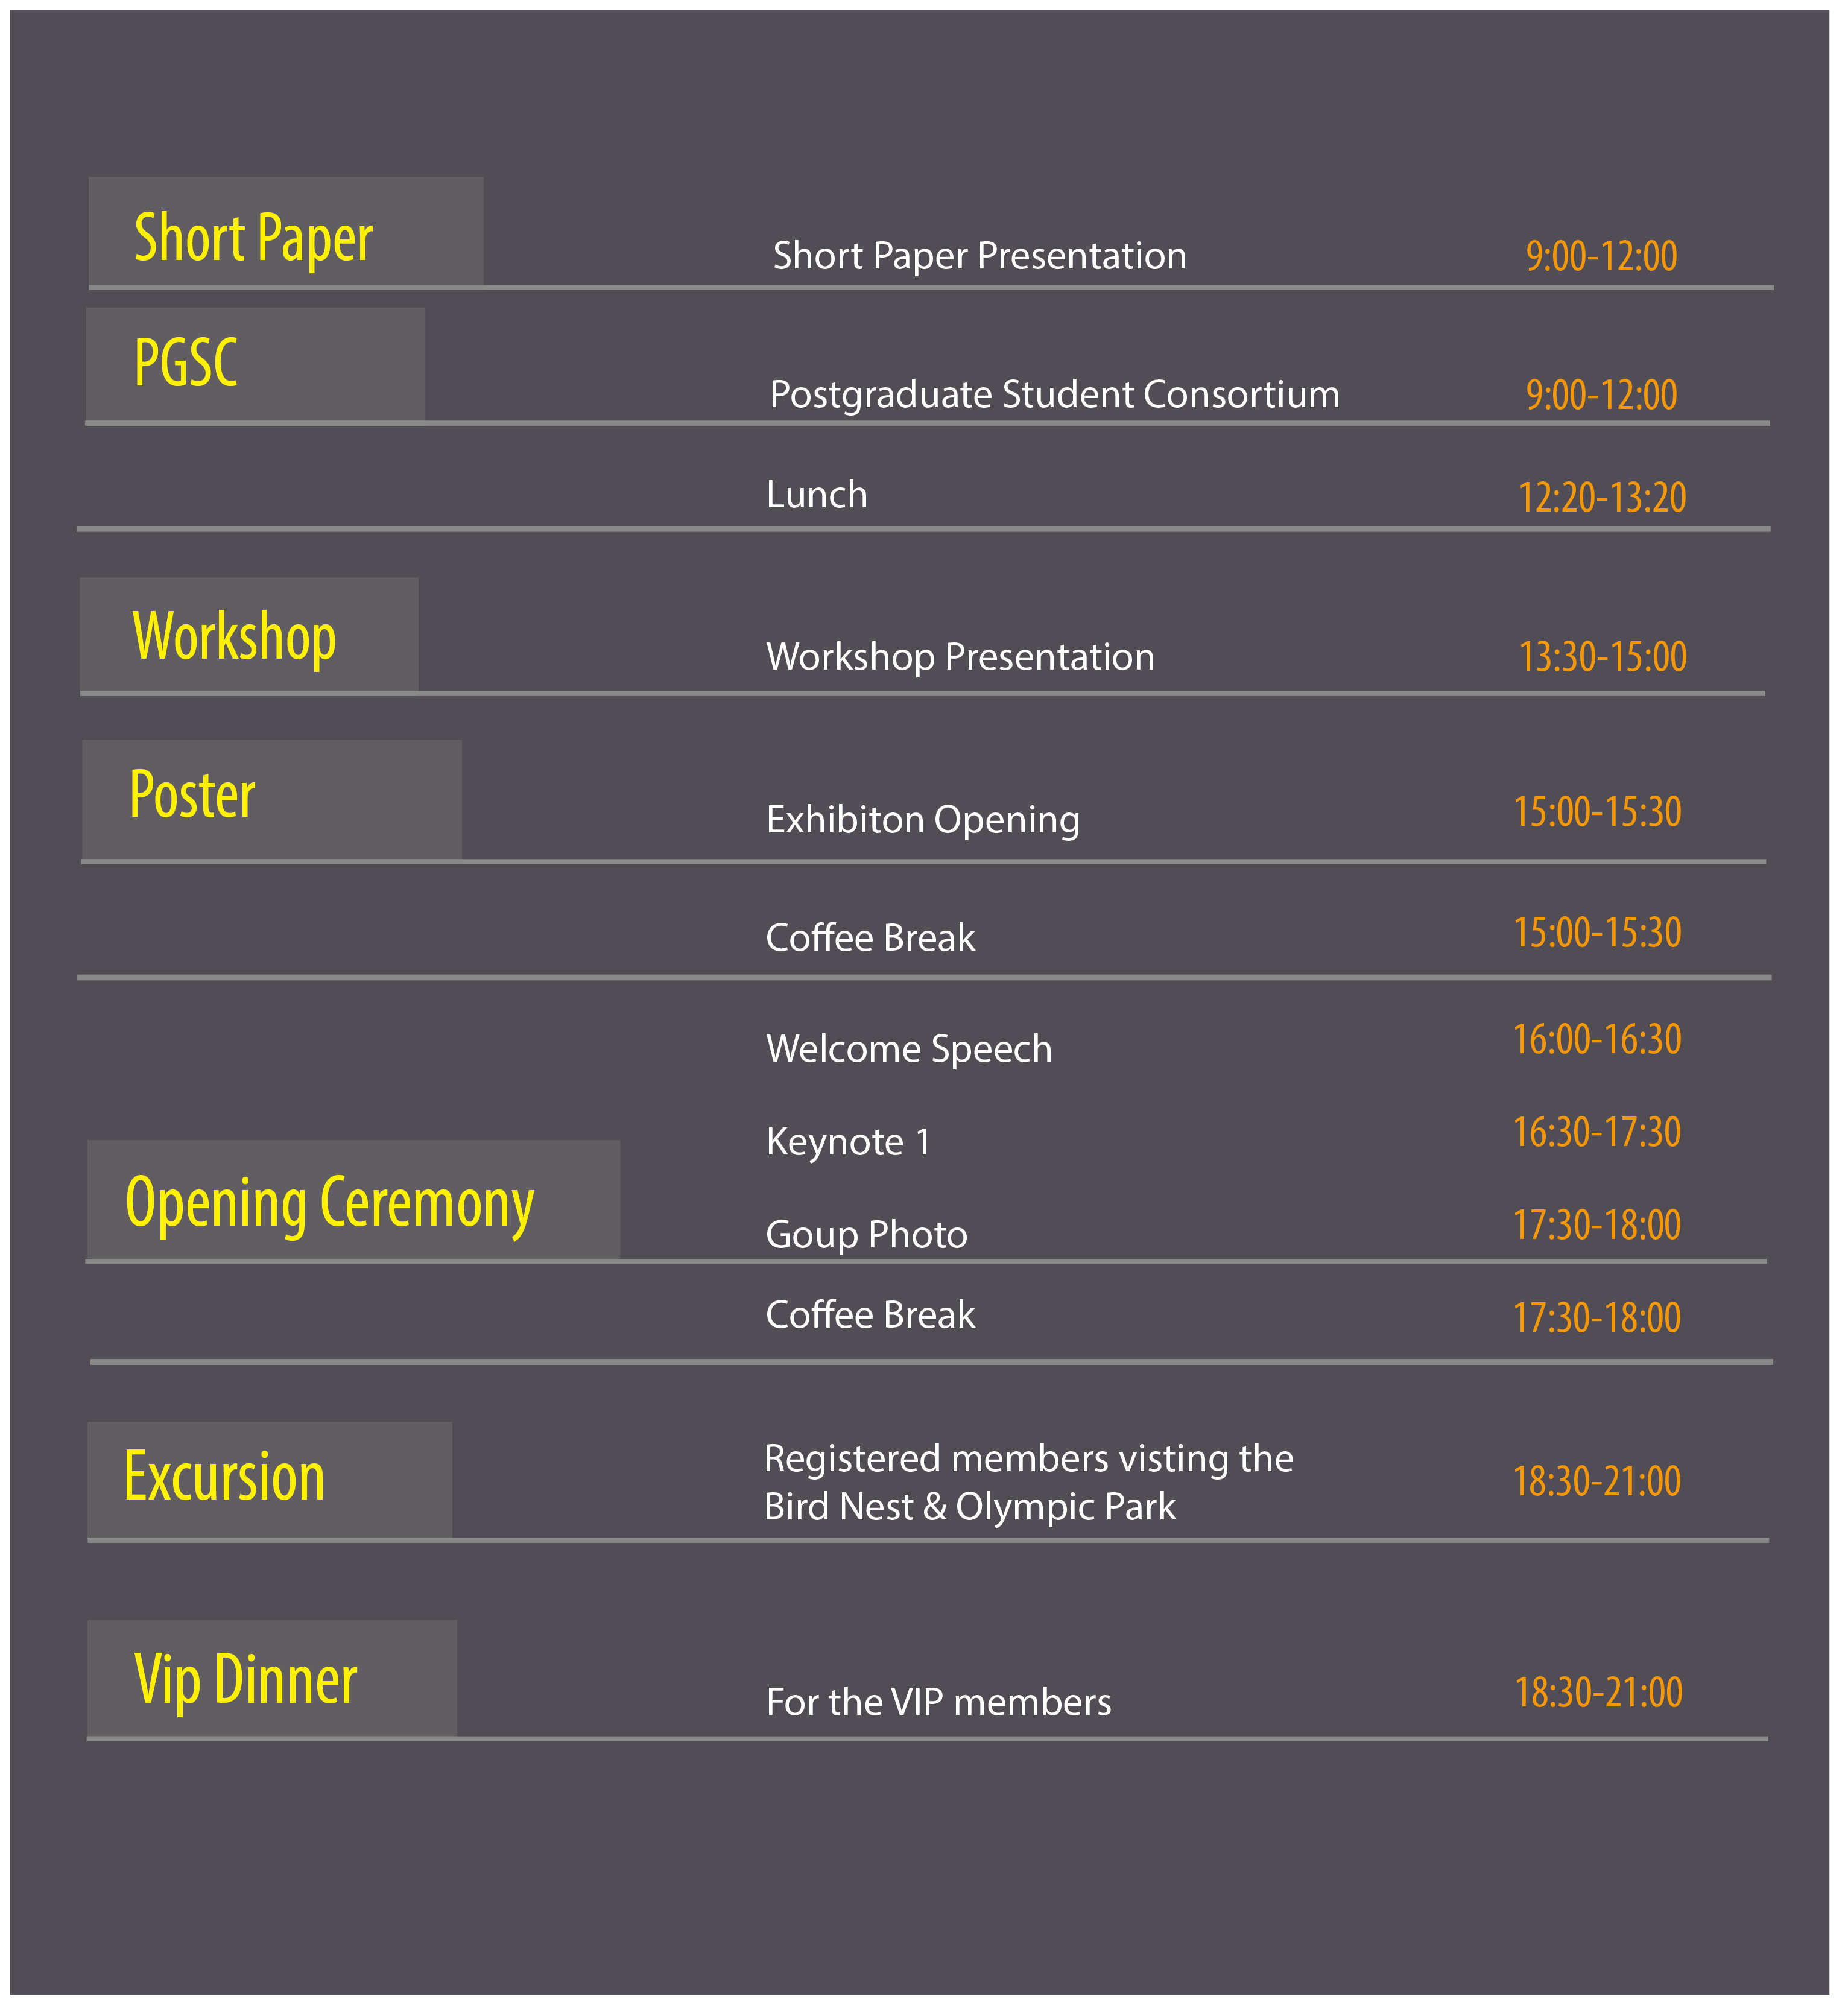 Short Paper
Short Paper Presentation 9:00-12:00
PGSC
Postgraduate Student Consortium 9:00-12:00
Lunch 12:20-13:20
Workshop
Workshop Presentation 13:30-15:00
Poster
Exhibiton Opening 15:00-15:30
Coffee Break 15:00-15:30
Welcome Speech 16:00-16:30
Keynote 1 16:30-17:30
Opening Ceremony
Goup Photo 17:30-18:00
Coffee Break 17:30-18:00
Excursion
Registered members visting the
Bird Nest & Olympic Park
18:30-21:00
Vip Dinner
For the VIP members 18:30-21:00